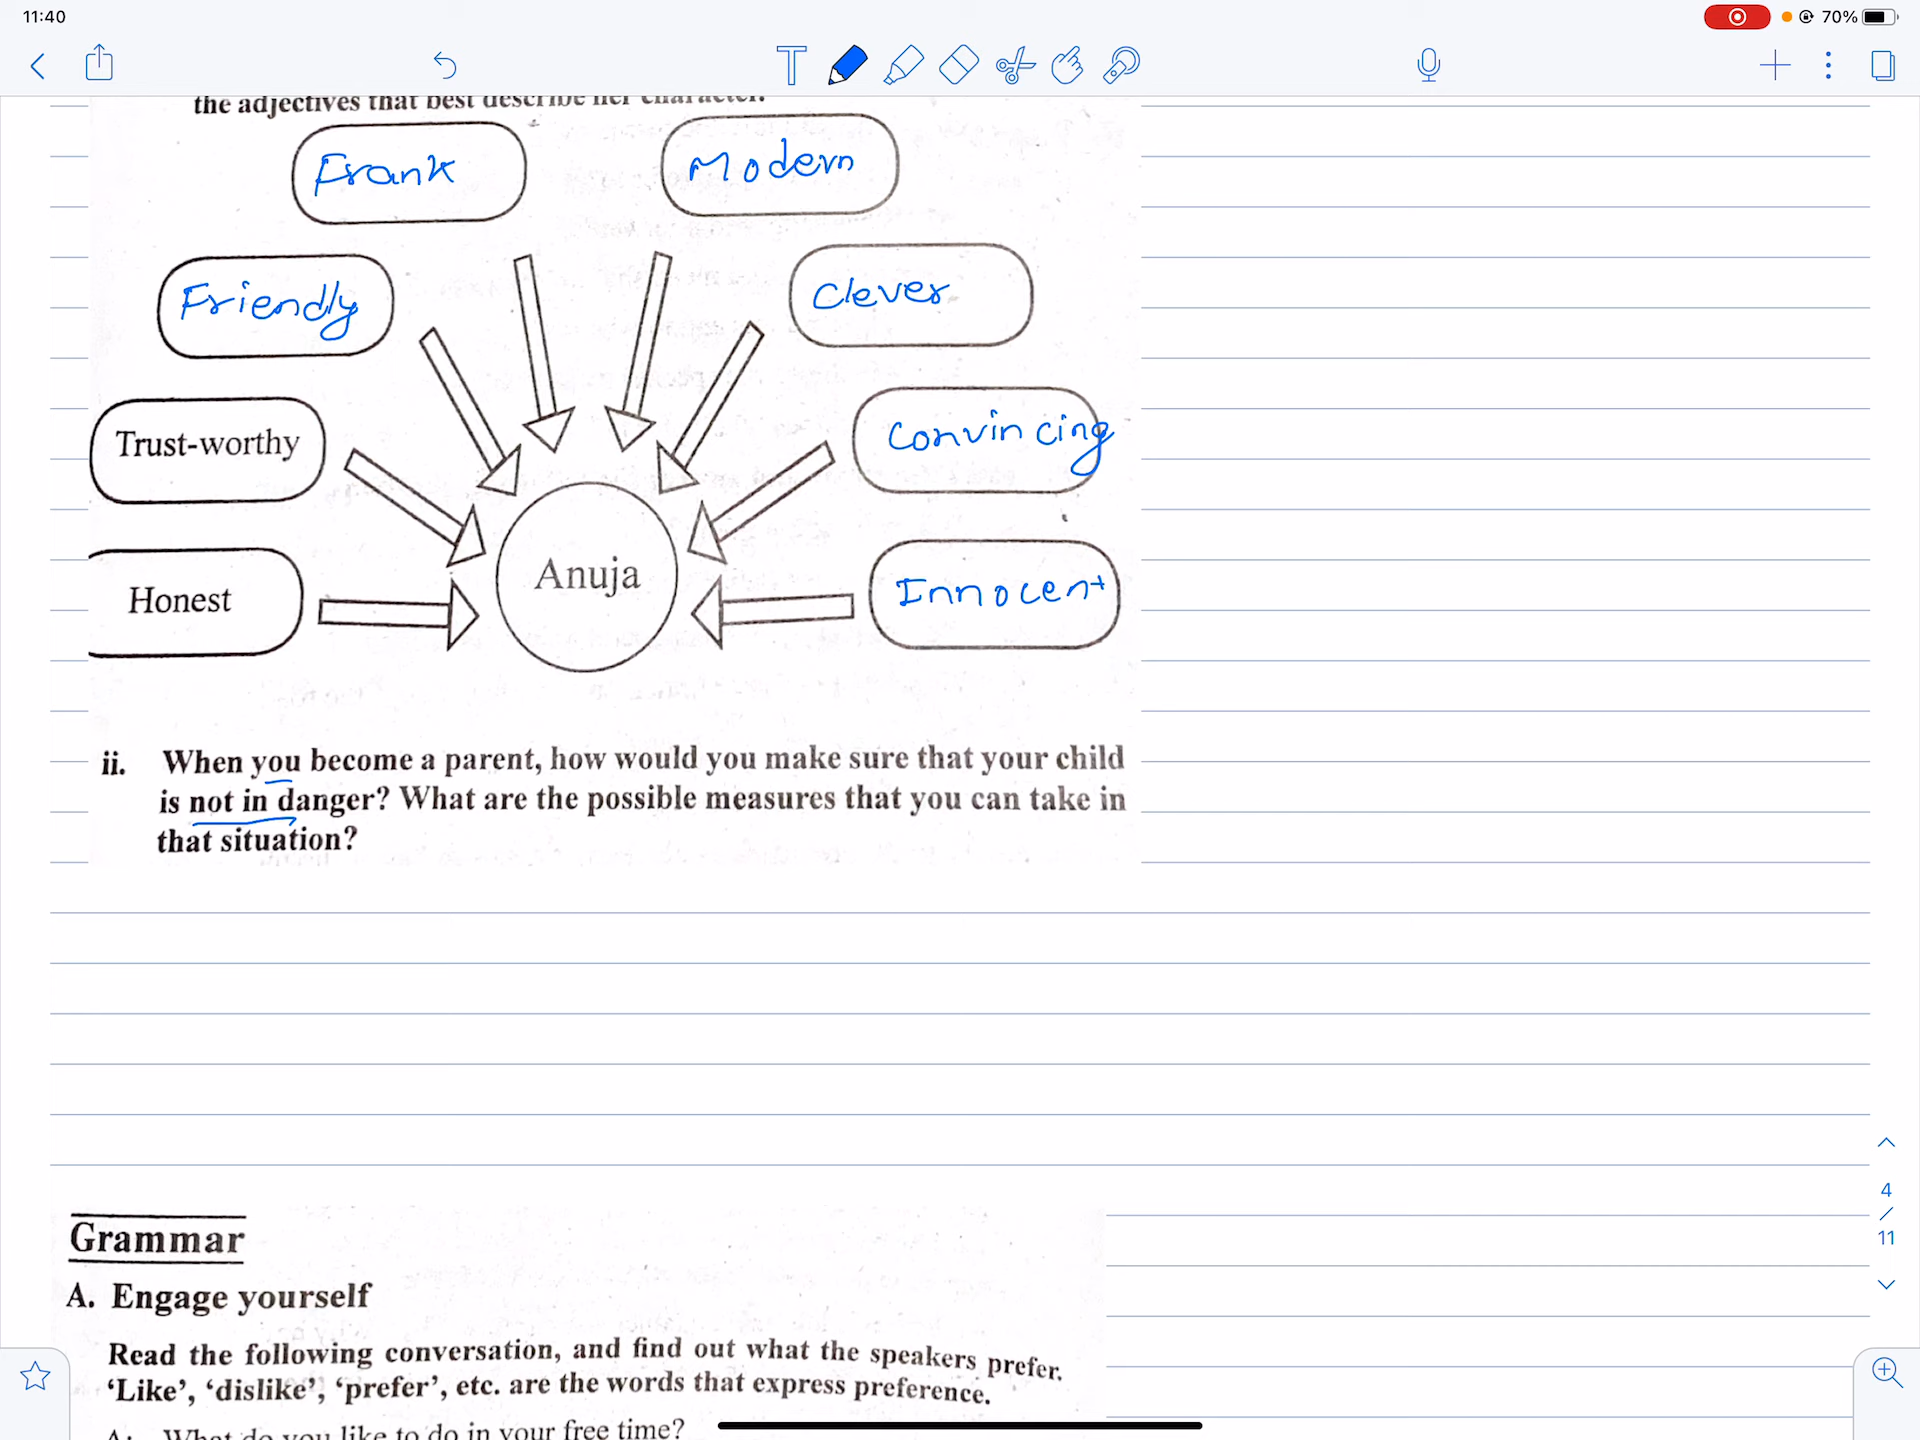 11:40
70%
T
the adjectives that best describe her character.
Frank
Modern
Friendly
Clever
Trust-worthy
Convincing
Anuja
Honest
Innocent
ii. When you become a parent, how would you make sure that your child
is not in danger? What are the possible measures that you can take in
that situation?
4
/
11
Grammar
A. Engage yourself
Read the following conversation, and find out what the speakers prefer.
‘Like’, ‘dislike’, ‘prefer’, etc. are the words that express preference.
A: What do you like to do in your free time?